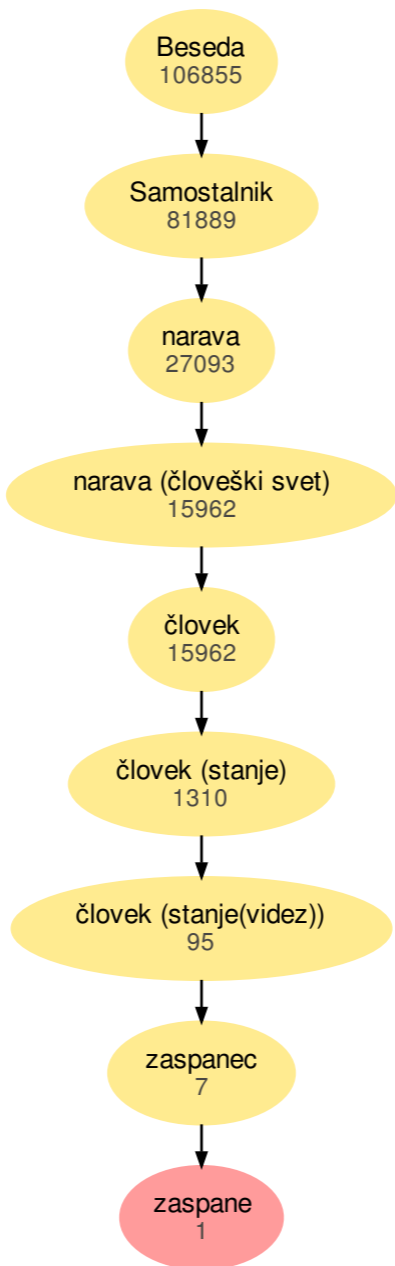 Beseda
106855
Samostalnik
81889
narava
27093
narava (človeški svet)
15962
človek
15962
človek (stanje)
1310
človek (stanje(videz))
95
zaspanec
7
zaspane
1